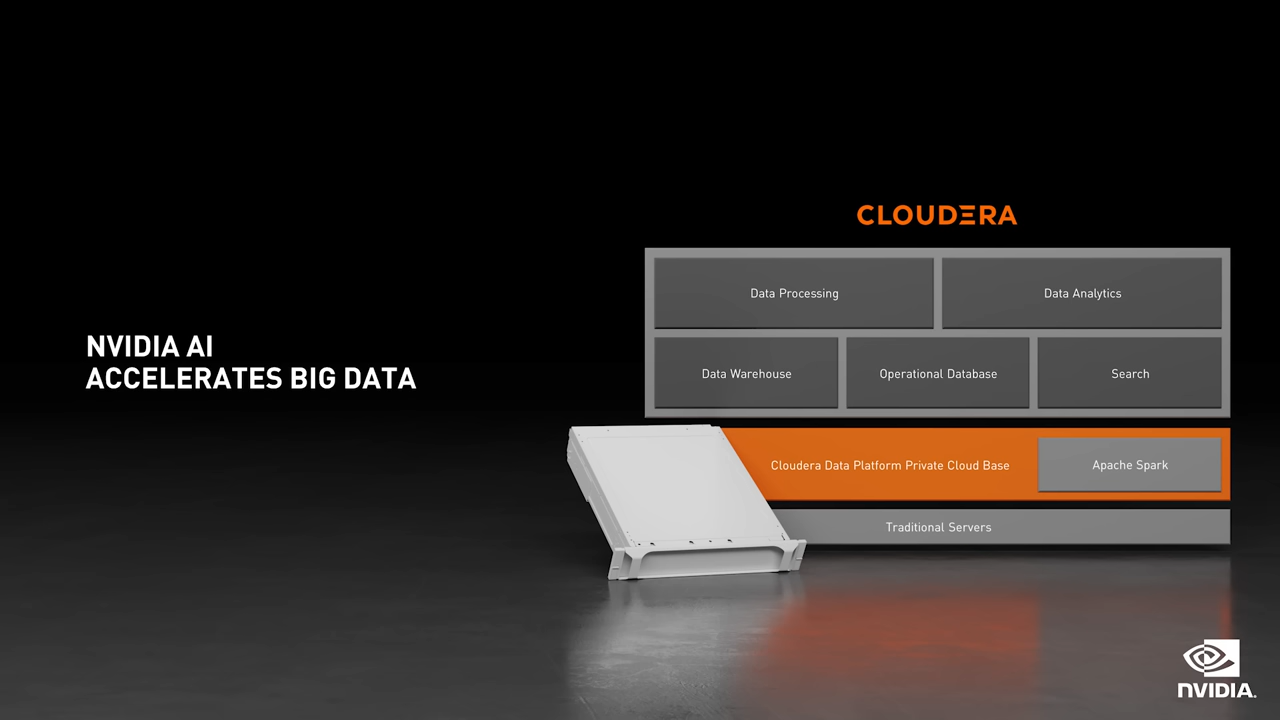 NVIDIA AI
ACCELERATES BIG DATA
CLOUDERA
Data Processing
Data Analytics
Data Warehouse
Operational Database
Search
Cloudera Data Platform Private Cloud Base
Apache Spark
Traditional Servers
NVIDIA.